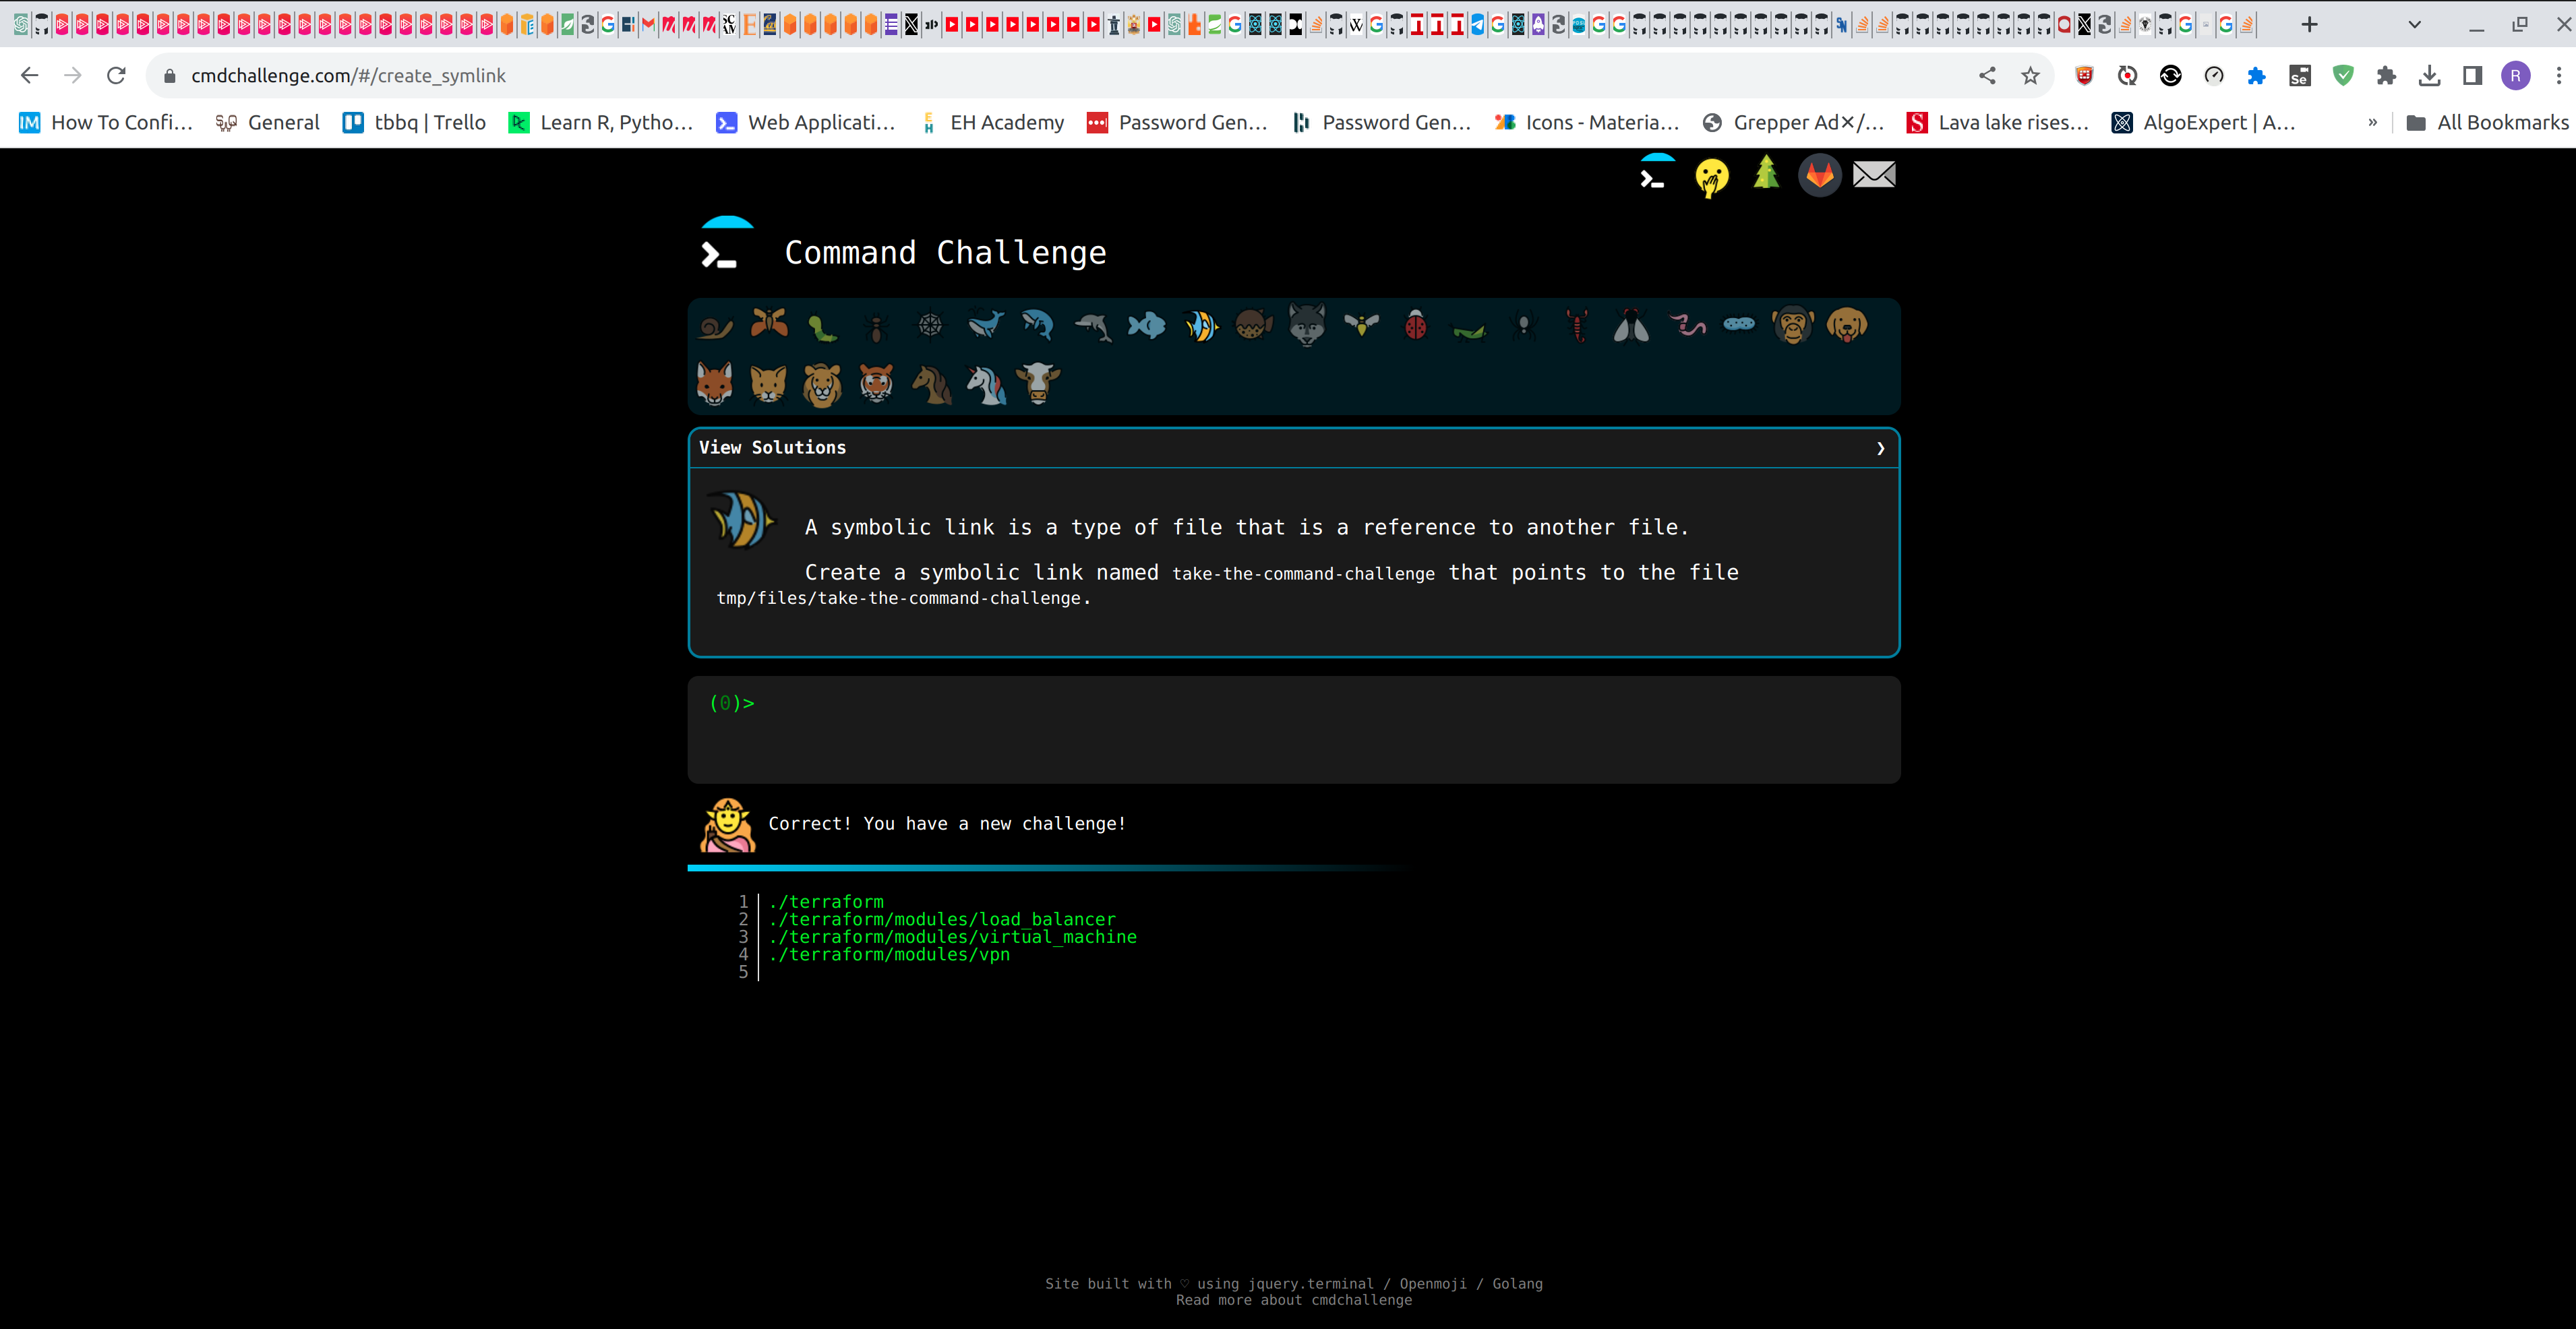 cmdchallenge.com/#/create_symlink
R
How To Confi...
General
tbbq | Trello
Learn R, Pytho...
Web Applicati...
EH Academy
Password Gen...
Password Gen...
Icons - Materia...
Grepper Ad✕/...
Lava lake rises...
AlgoExpert | A...
»
All Bookmarks
Command Challenge
View Solutions
A symbolic link is a type of file that is a reference to another file.
Create a symbolic link named take-the-command-challenge that points to the file
tmp/files/take-the-command-challenge.
(0)>
Correct! You have a new challenge!
1 ./terraform
2 ./terraform/modules/load_balancer
3 ./terraform/modules/virtual_machine
4 ./terraform/modules/vpn
5
Site built with ♡ using jquery.terminal / Openmoji / Golang
Read more about cmdchallenge